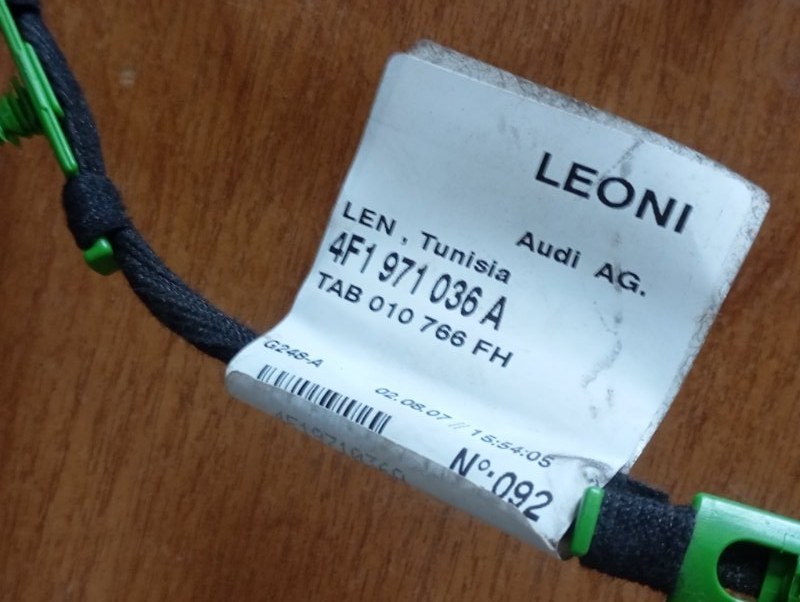 LEONI
Audi AG.
LEN , Tunisia
4F1 971 036 A
TAB 010 766 FH
G248-A
02.08.07 // 15:54:05
Nº.092